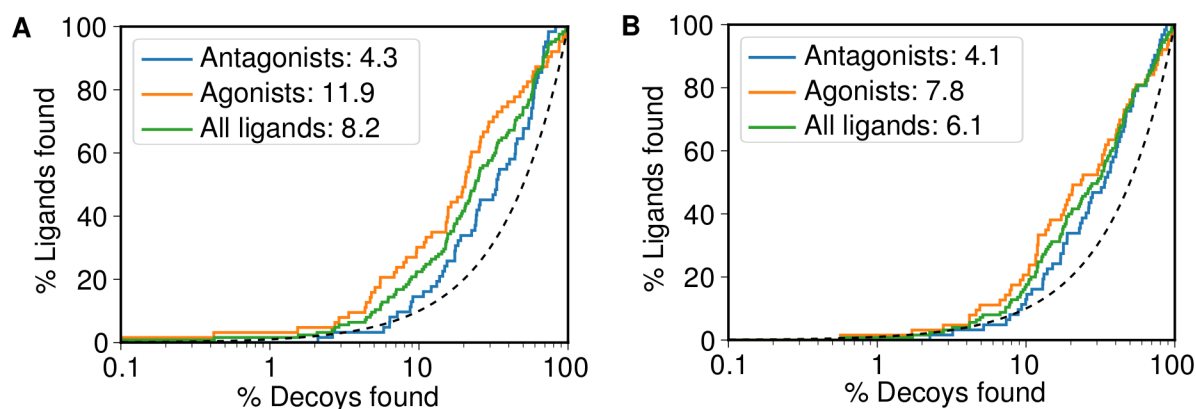 A
100
80
60
40
20
0
% Ligands found
Antagonists: 4.3
Agonists: 11.9
All ligands: 8.2
0.1
1
10
100
% Decoys found
B
100
80
60
40
20
0
% Ligands found
Antagonists: 4.1
Agonists: 7.8
All ligands: 6.1
0.1
1
10
100
% Decoys found